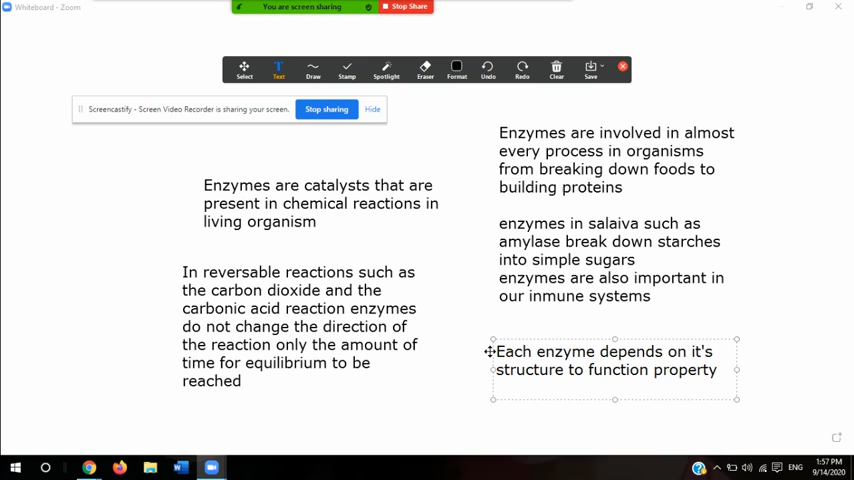 Whiteboard - Zoom
You are screen sharing
Stop Share
Select
Text
Draw
Stamp
Spotlight
Eraser
Format
Undo
Redo
Clear
Save
Screencastify - Screen Video Recorder is sharing your screen.
Stop sharing
Hide
Enzymes are catalysts that are
present in chemical reactions in
living organism
In reversable reactions such as
the carbon dioxide and the
carbonic acid reaction enzymes
do not change the direction of
the reaction only the amount of
time for equilibrium to be
reached
Enzymes are involved in almost
every process in organisms
from breaking down foods to
building proteins
enzymes in salaiva such as
amylase break down starches
into simple sugars
enzymes are also important in
our inmune systems
Each enzyme depends on it's
structure to function property
ENG
1:57 PM
9/14/2020